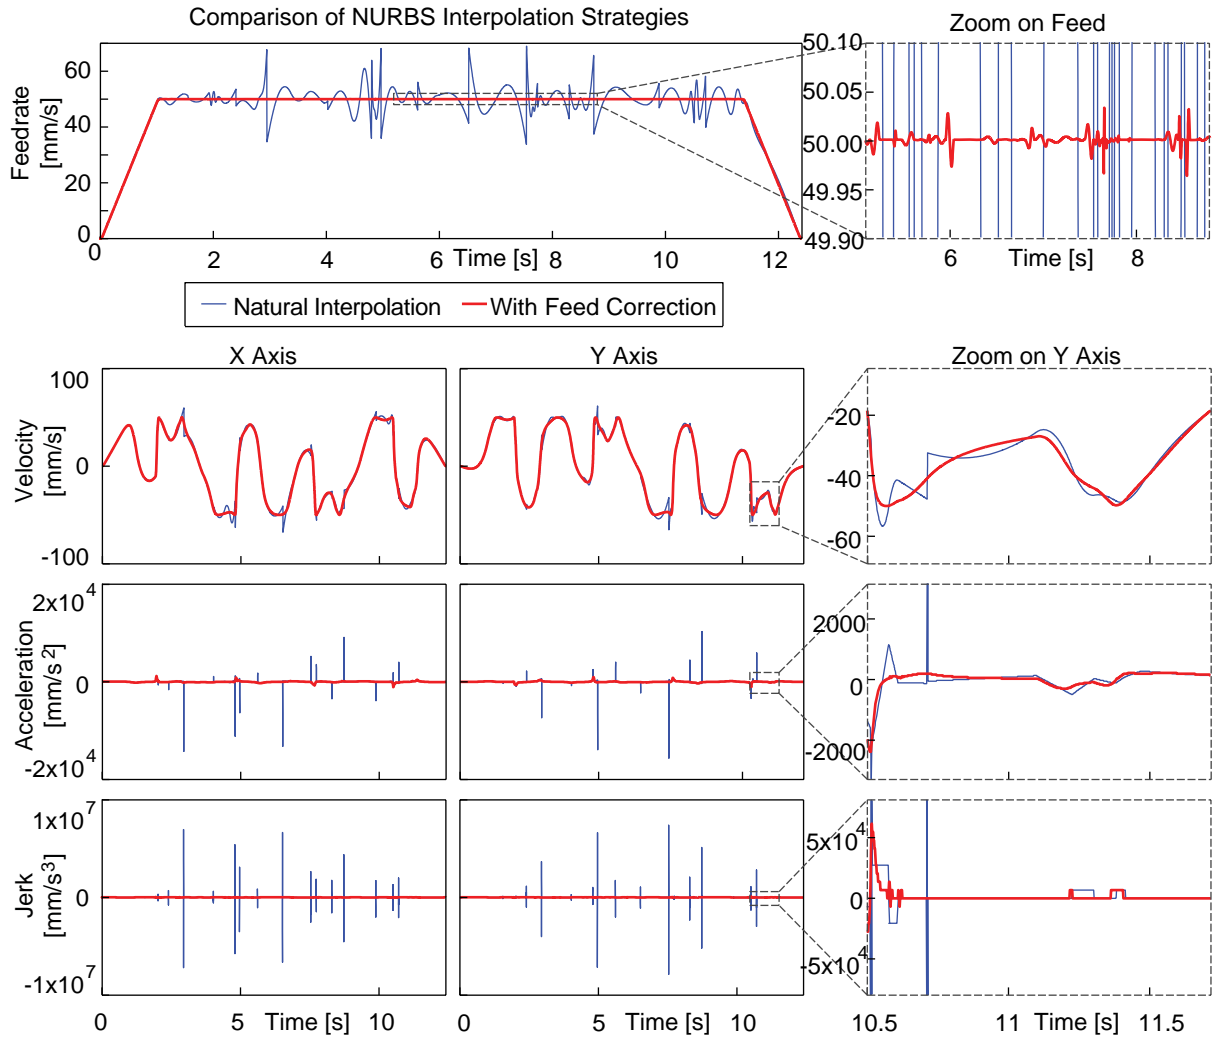 Comparison of NURBS Interpolation Strategies
Zoom on Feed
Feedrate
[mm/s]
60
40
20
0
0 2 4 6 8 10 12
Time [s]
50.10
50.05
50.00
49.95
49.90
6 8
Time [s]
Natural Interpolation With Feed Correction
X Axis
Y Axis
Zoom on Y Axis
Velocity
[mm/s]
100
0
-100
-20
-40
-60
Acceleration
[mm/s²]
2x10⁴
0
-2x10⁴
2000
0
-2000
Jerk
[mm/s³]
1x10⁷
0
-1x10⁷
5x10⁴
0
-5x10⁴
0 5 Time [s] 10
0 5 Time [s] 10
10.5 11 Time [s] 11.5